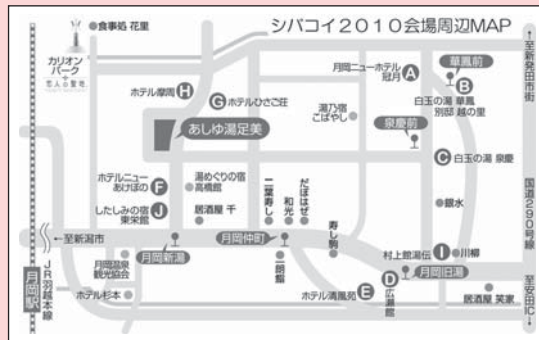 シバコイ2010会場周辺MAP
食事処 花里
カリオン
パーク
恋人の聖地
ホテル摩周
H
G
ホテルひさご荘
月岡ニューホテル
冠月
A
華鳳前
B
白玉の湯 華鳳
別邸 越の里
至新発田市街
あしゆ湯足美
湯乃宿
こばやし
泉慶前
C
白玉の湯 泉慶
ホテルニュー
あけぼの
F
湯めぐりの宿
高橋館
したしみの宿
東栄館
J
居酒屋 千
二葉寿し
和光
だぼはぜ
寿し駒
銀水
国道290号線
至新潟市
月岡新湯
月岡仲町
村上館湯伝
I
川柳
月岡旧湯
月岡駅
JR羽越本線
月岡温泉
観光協会
ホテル杉本
一朗鮨
ホテル清風苑
E
D
居酒屋 笑家
至安田IC